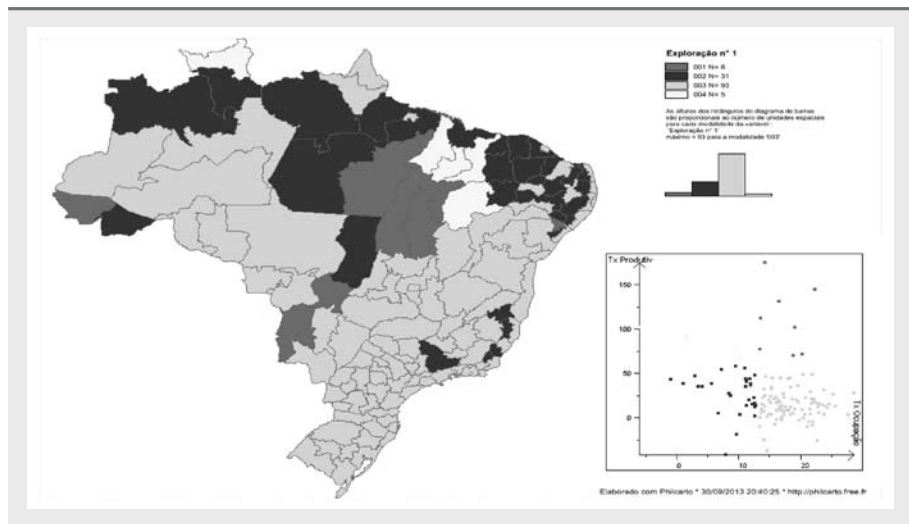 Exploração n° 1
001 N= 6
002 N= 31
003 N= 93
004 N= 5
As alturas dos retângulos do diagrama de barras
são proporcionais ao número de unidades espaciais
para cada modalidade da variável :
'Exploração n° 1'
máximo = 93 para a modalidade '003'
Tx Produtiv
150
100
50
0
0
10
20
Tx Ocupação
Elaborado com Philcarto * 30/09/2013 20:40:25 * http://philcarto.free.fr